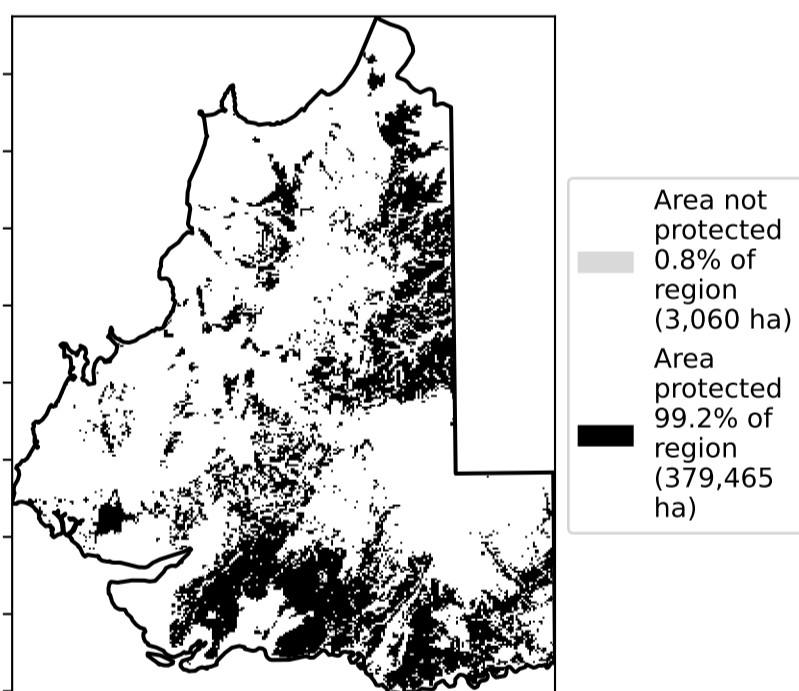 Area not
protected
0.8% of
region
(3,060 ha)
Area
protected
99.2% of
region
(379,465
ha)